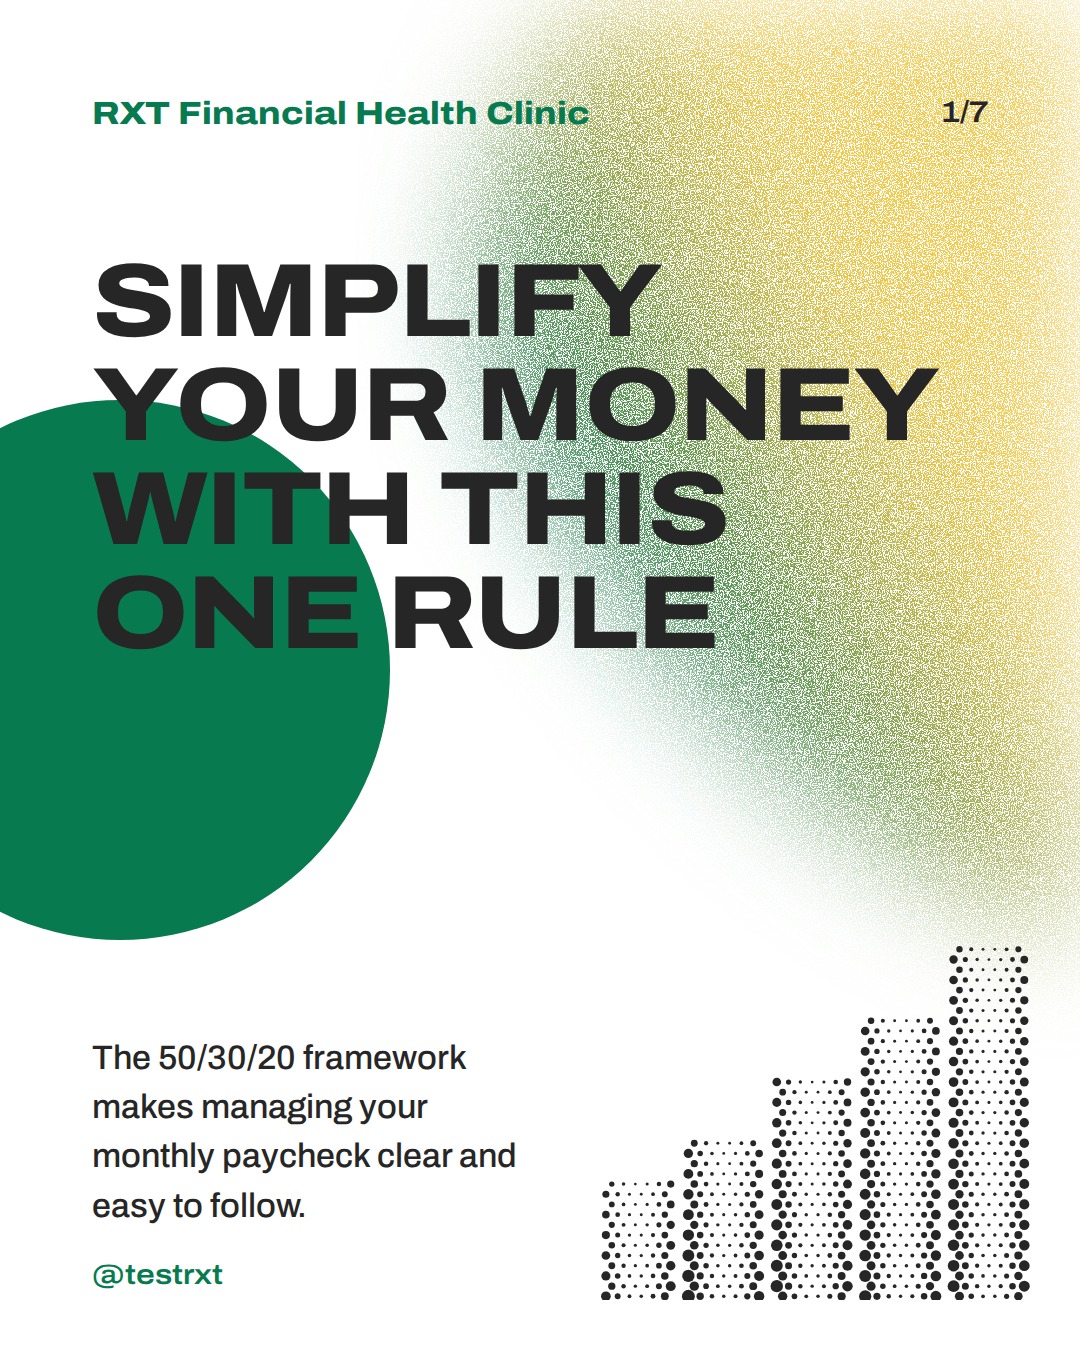 RXT Financial Health Clinic
1/7
SIMPLIFY
YOUR MONEY
WITH THIS
ONE RULE
The 50/30/20 framework
makes managing your
monthly paycheck clear and
easy to follow.
@testrxt